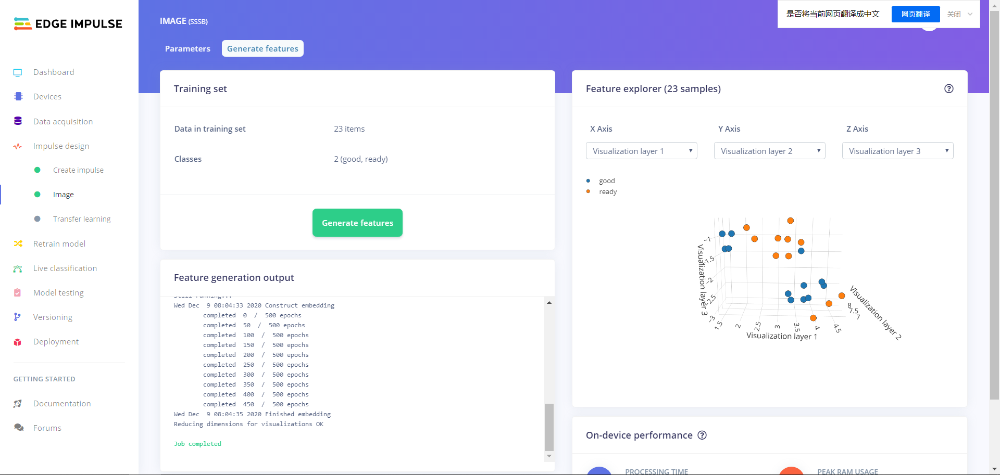 EDGE IMPULSE
IMAGE (SSSB)
是否将当前网页翻译成中文
网页翻译
关闭
Parameters
Generate features
Dashboard
Devices
Data acquisition
Impulse design
Create impulse
Image
Transfer learning
Retrain model
Live classification
Model testing
Versioning
Deployment
GETTING STARTED
Documentation
Forums
Training set
Data in training set 23 items
Classes 2 (good, ready)
Generate features
Feature generation output
Still running...
Wed Dec 9 08:04:33 2020 Construct embedding
completed 0 / 500 epochs
completed 50 / 500 epochs
completed 100 / 500 epochs
completed 150 / 500 epochs
completed 200 / 500 epochs
completed 250 / 500 epochs
completed 300 / 500 epochs
completed 350 / 500 epochs
completed 400 / 500 epochs
completed 450 / 500 epochs
Wed Dec 9 08:04:35 2020 Finished embedding
Reducing dimensions for visualizations OK
Job completed
Feature explorer (23 samples)
X Axis Y Axis Z Axis
Visualization layer 1 Visualization layer 2 Visualization layer 3
good
ready
Visualization layer 3
−1
−1.5
−2
−2.5
−3
1.5
2
2.5
3
3.5
4
4.5
Visualization layer 1
8
7.5
7
Visualization layer 2
On-device performance
PROCESSING TIME
PEAK RAM USAGE